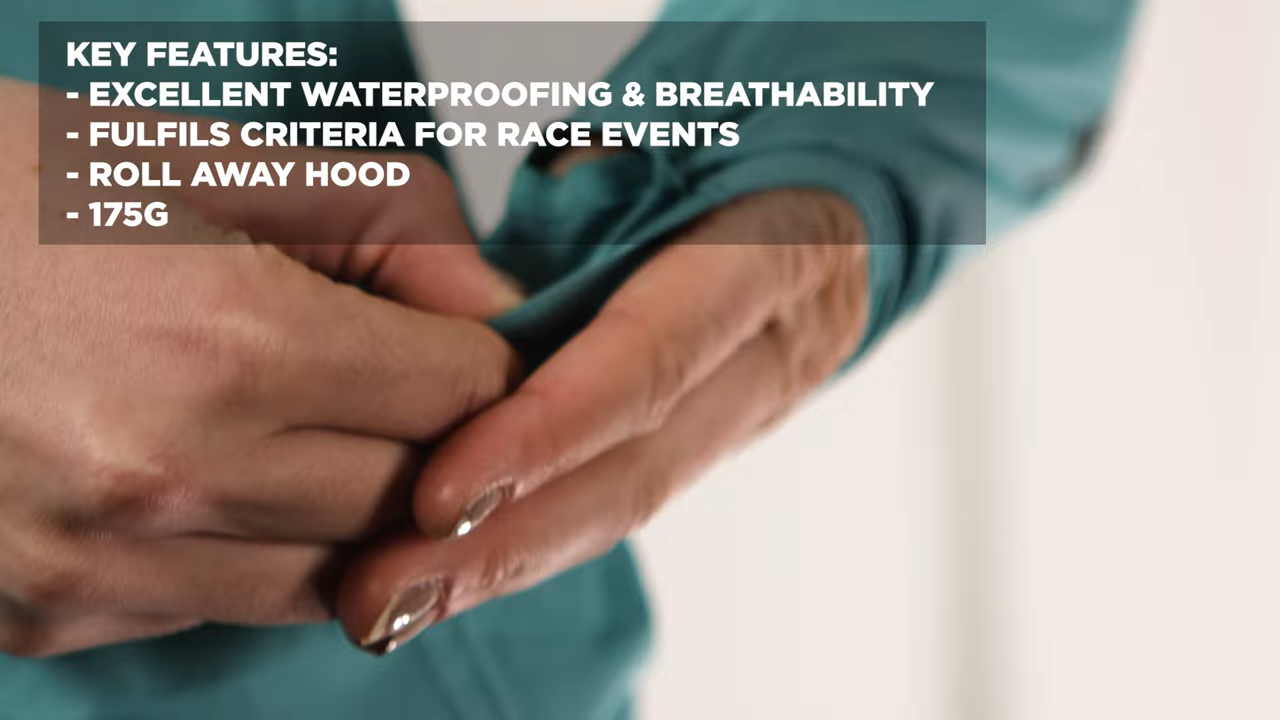 KEY FEATURES:
- EXCELLENT WATERPROOFING & BREATHABILITY
- FULFILS CRITERIA FOR RACE EVENTS
- ROLL AWAY HOOD
- 175G